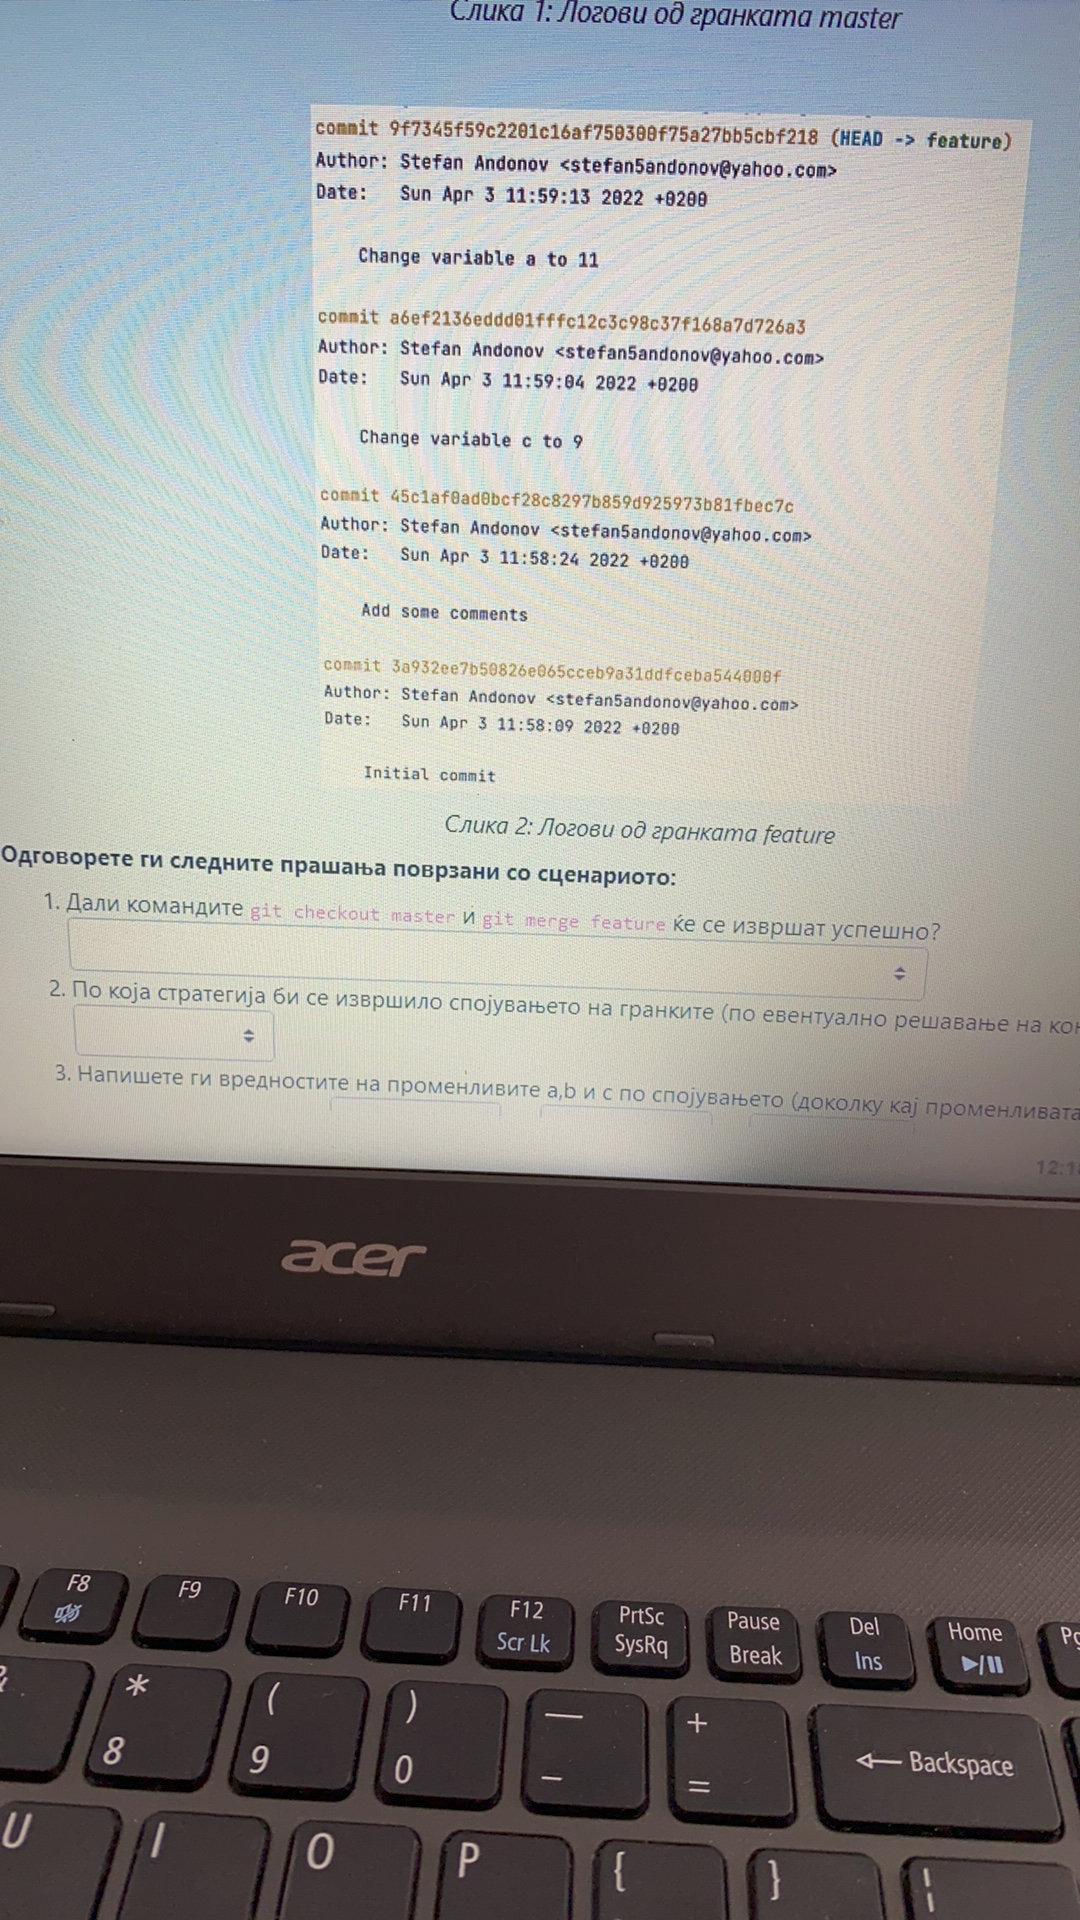 Слика 1: Логови од гранката master
commit 9f7345f59c2201c16af750300f75a27bb5cbf218 (HEAD -> feature)
Author: Stefan Andonov <stefan5andonov@yahoo.com>
Date: Sun Apr 3 11:59:13 2022 +0200
Change variable a to 11
commit a6ef2136eddd01fffc12c3c98c37f168a7d726a3
Author: Stefan Andonov <stefan5andonov@yahoo.com>
Date: Sun Apr 3 11:59:04 2022 +0200
Change variable c to 9
commit 45c1af0ad0bcf28c8297b859d925973b81fbec7c
Author: Stefan Andonov <stefan5andonov@yahoo.com>
Date: Sun Apr 3 11:58:24 2022 +0200
Add some comments
commit 3a932ee7b50826e065cceb9a31ddfceba544000f
Author: Stefan Andonov <stefan5andonov@yahoo.com>
Date: Sun Apr 3 11:58:09 2022 +0200
Initial commit
Слика 2: Логови од гранката feature
Одговорете ги следните прашања поврзани со сценариото:
1. Дали командите git checkout master и git merge feature ќе се извршат успешно?
2. По која стратегија би се извршило спојувањето на гранките (по евентуално решавање на
3. Напишете ги вредностите на променливите a,b и c по спојувањето (доколку кај променливата
12:1
acer
F8 F9 F10 F11 F12 Scr Lk PrtSc SysRq Pause Break Del Ins Home
* 8 ( 9 ) 0 — – + = Backspace
U I O P { } ¦